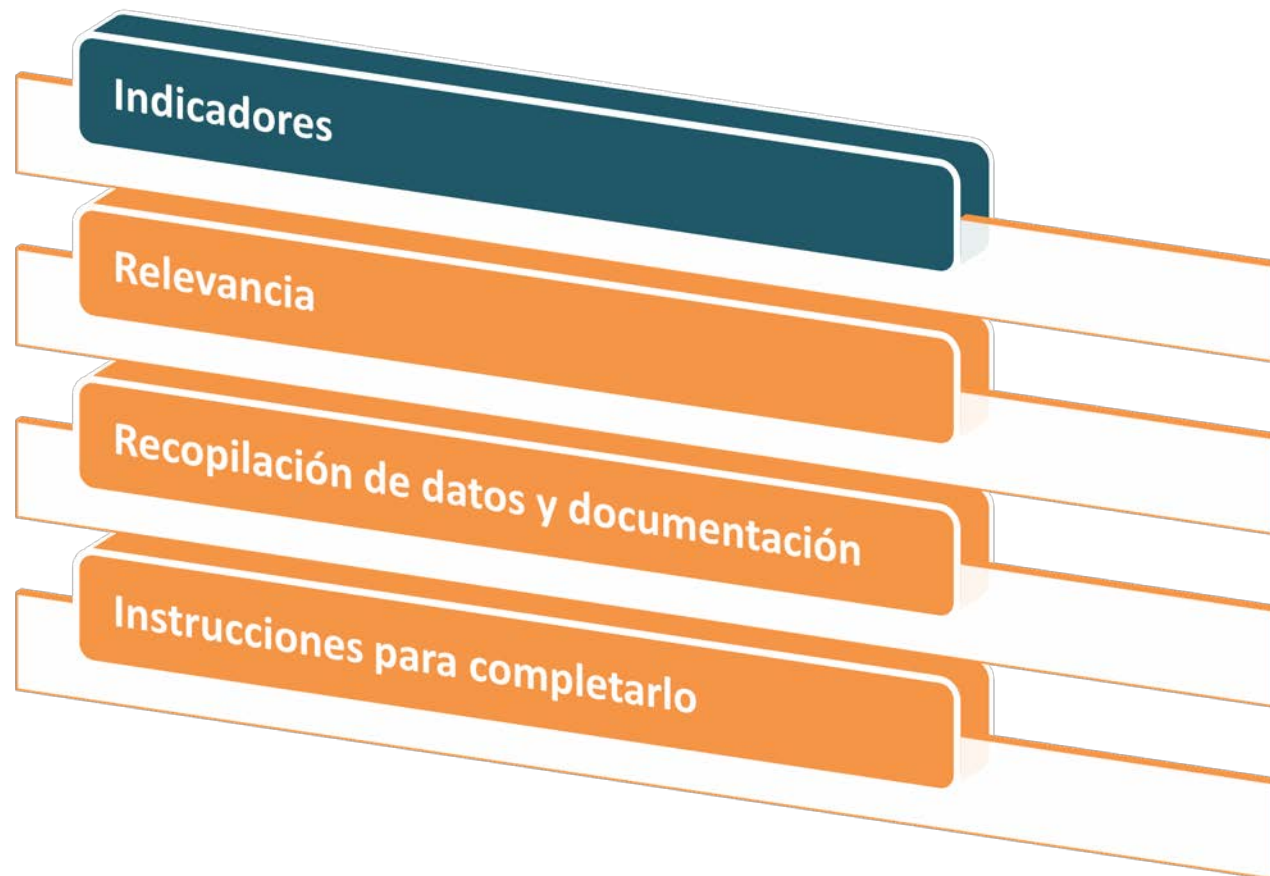 Indicadores
Relevancia
Recopilación de datos y documentación
Instrucciones para completarlo